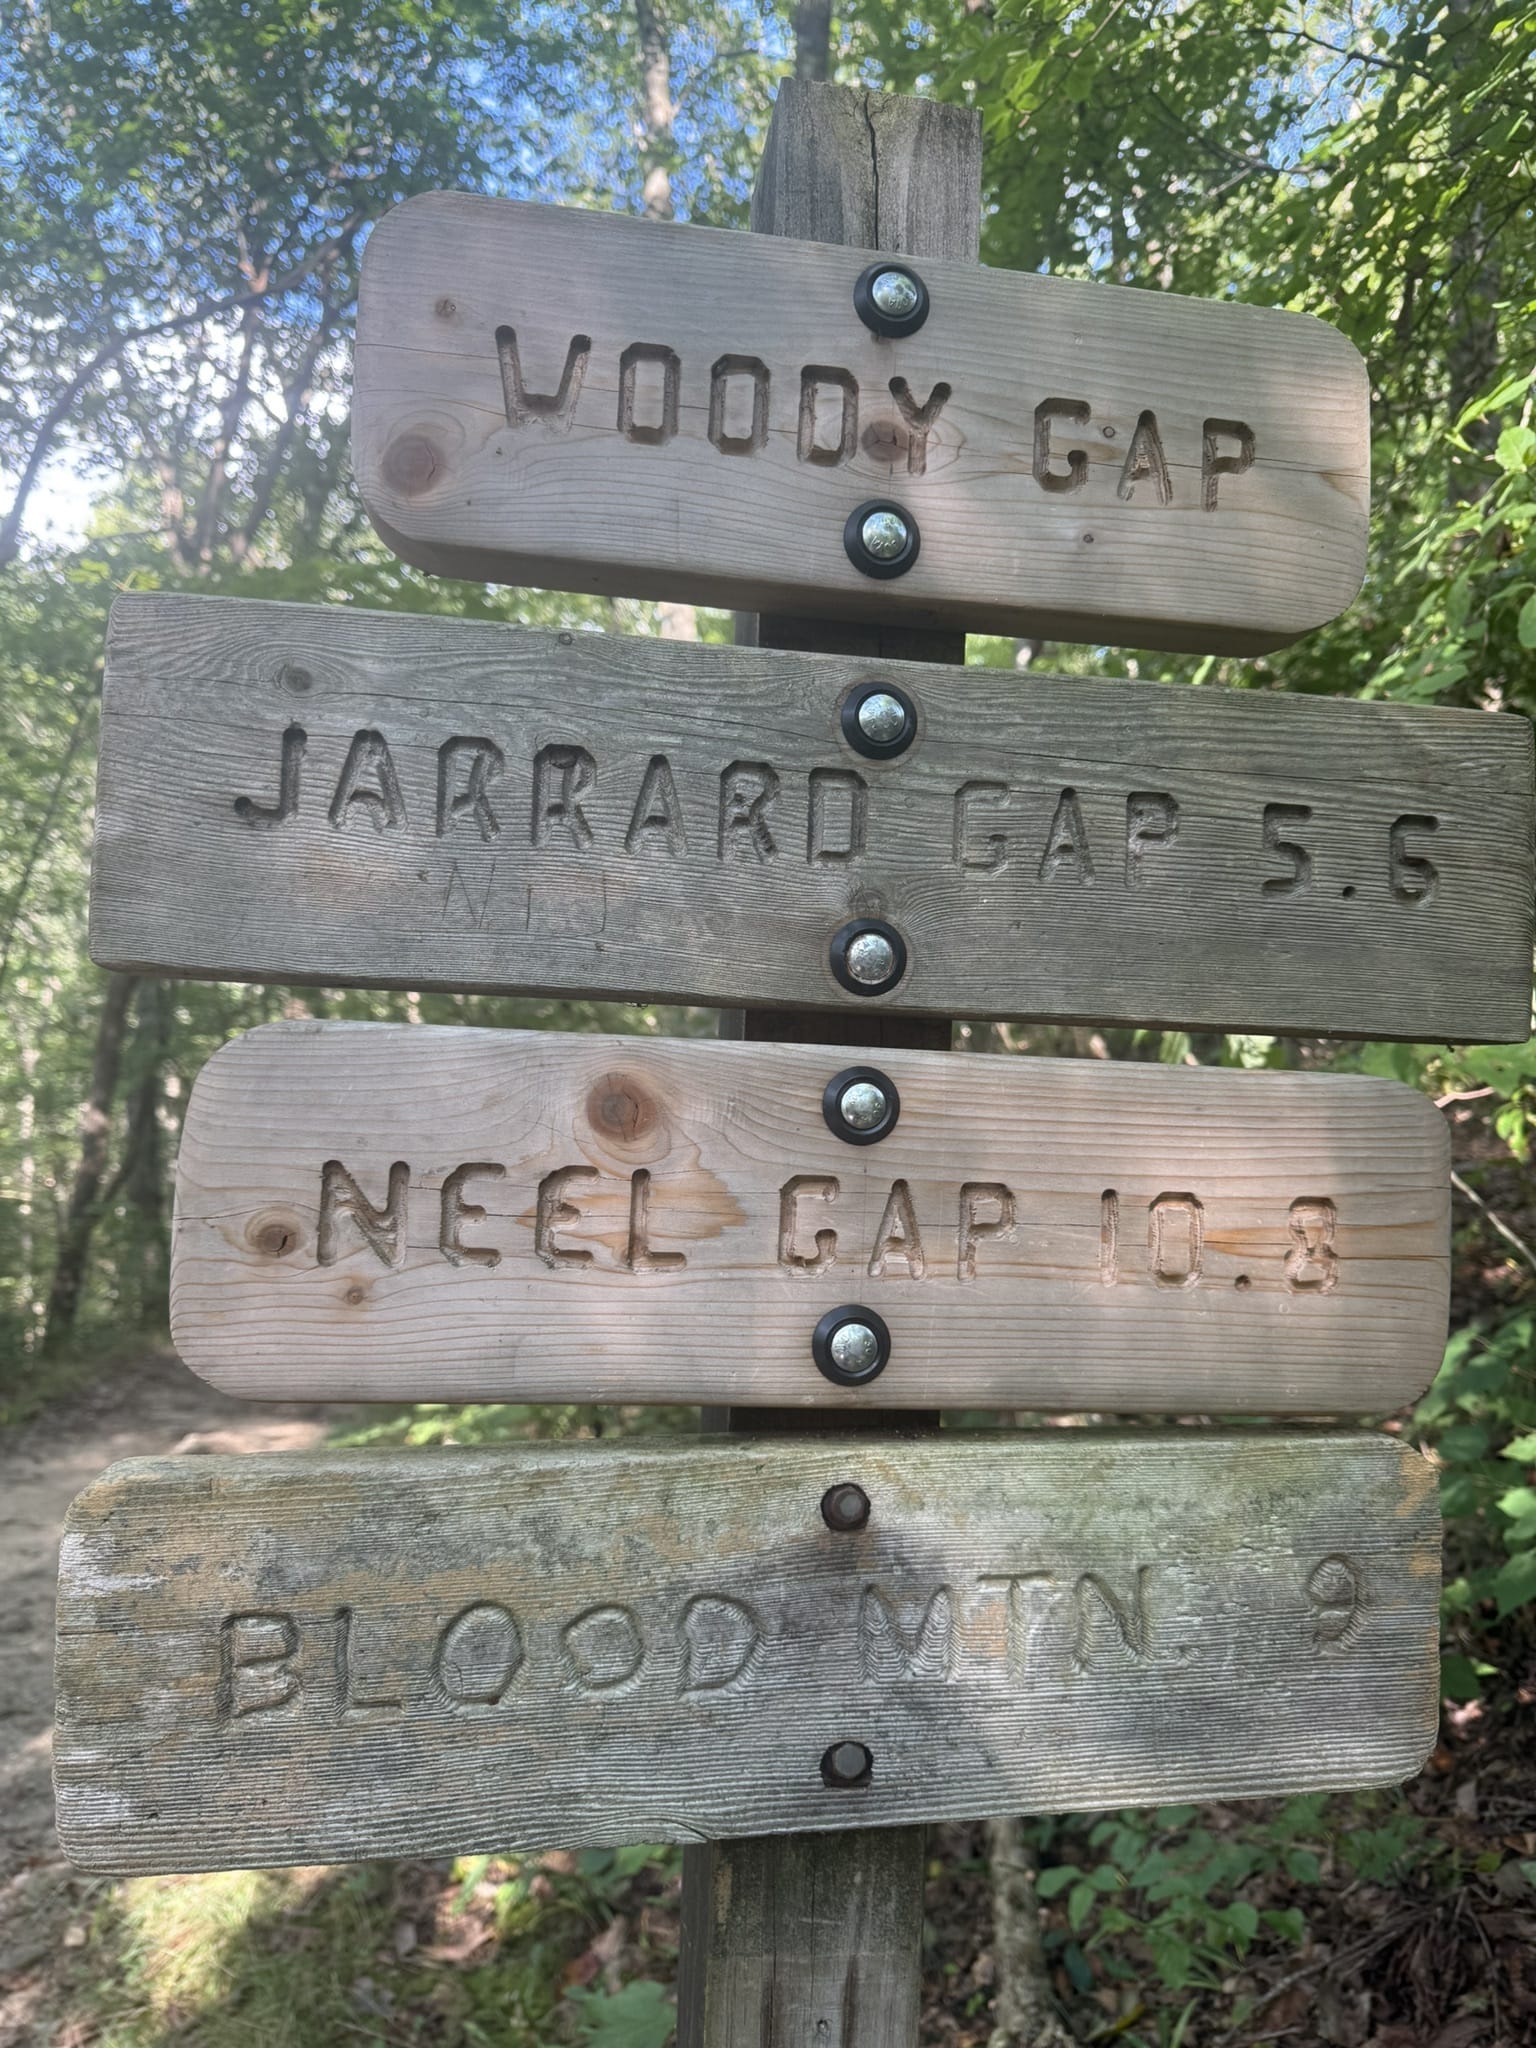 WOODY GAP
JARRARD GAP 5.6
NEEL GAP 10.8
BLOOD MTN. 9